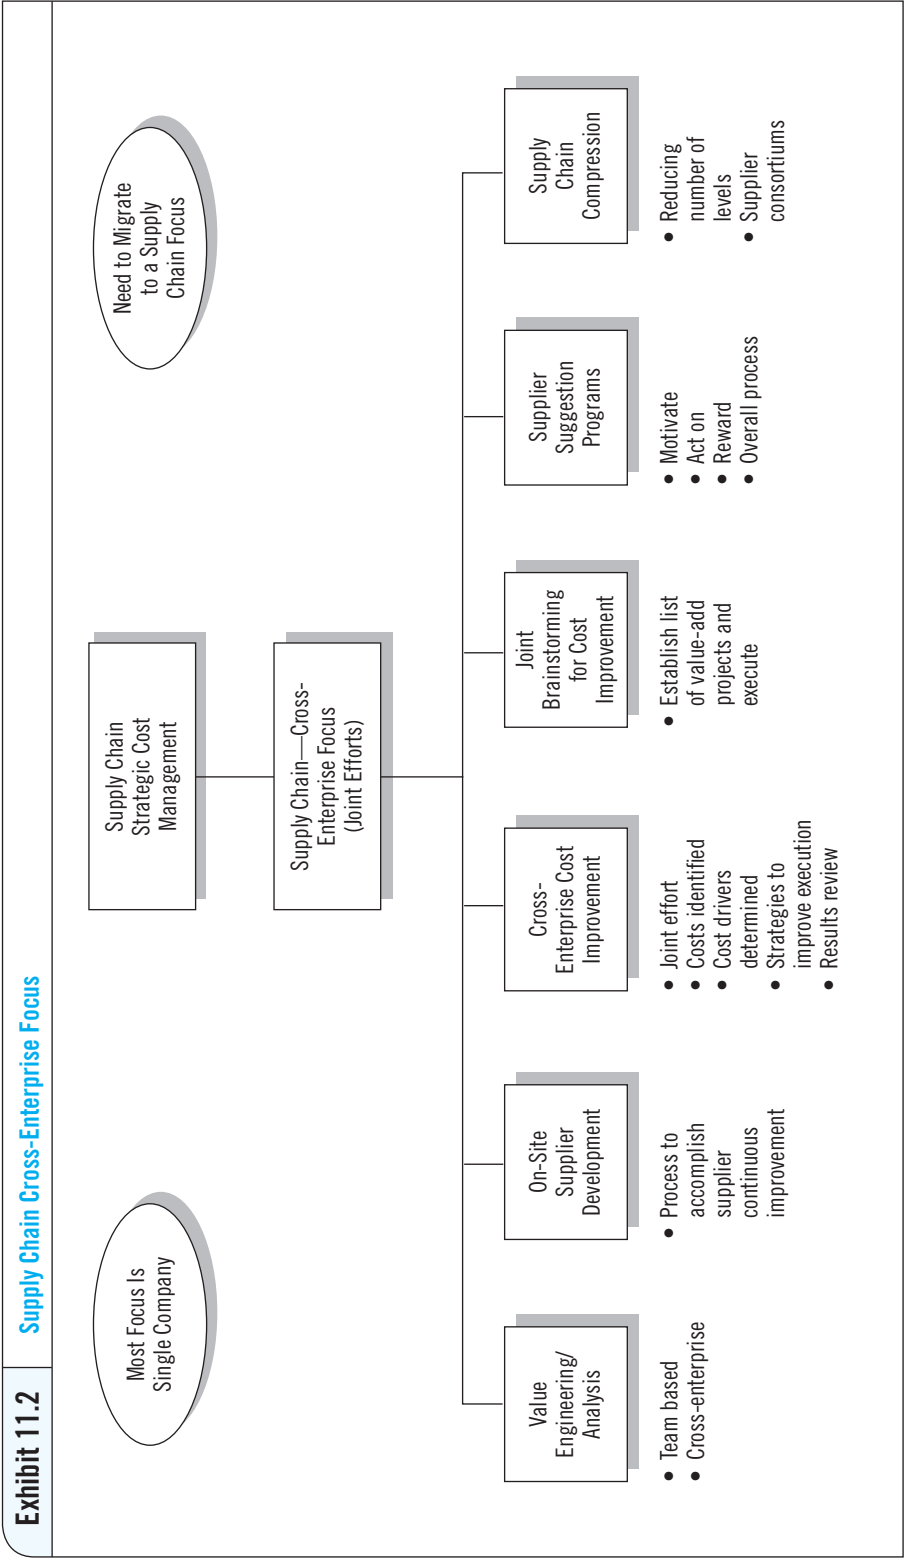 Exhibit 11.2
Supply Chain Cross-Enterprise Focus
Most Focus Is
Single Company
Supply Chain
Strategic Cost
Management
Need to Migrate
to a Supply
Chain Focus
Supply Chain—Cross-
Enterprise Focus
(Joint Efforts)
Value
Engineering/
Analysis
• Team based
• Cross-enterprise
On-Site
Supplier
Development
• Process to
accomplish
supplier
continuous
improvement
Cross-
Enterprise Cost
Improvement
• Joint effort
• Costs identified
• Cost drivers
determined
• Strategies to
improve execution
• Results review
Joint
Brainstorming
for Cost
Improvement
• Establish list
of value-add
projects and
execute
Supplier
Suggestion
Programs
• Motivate
• Act on
• Reward
• Overall process
Supply
Chain
Compression
• Reducing
number of
levels
• Supplier
consortiums